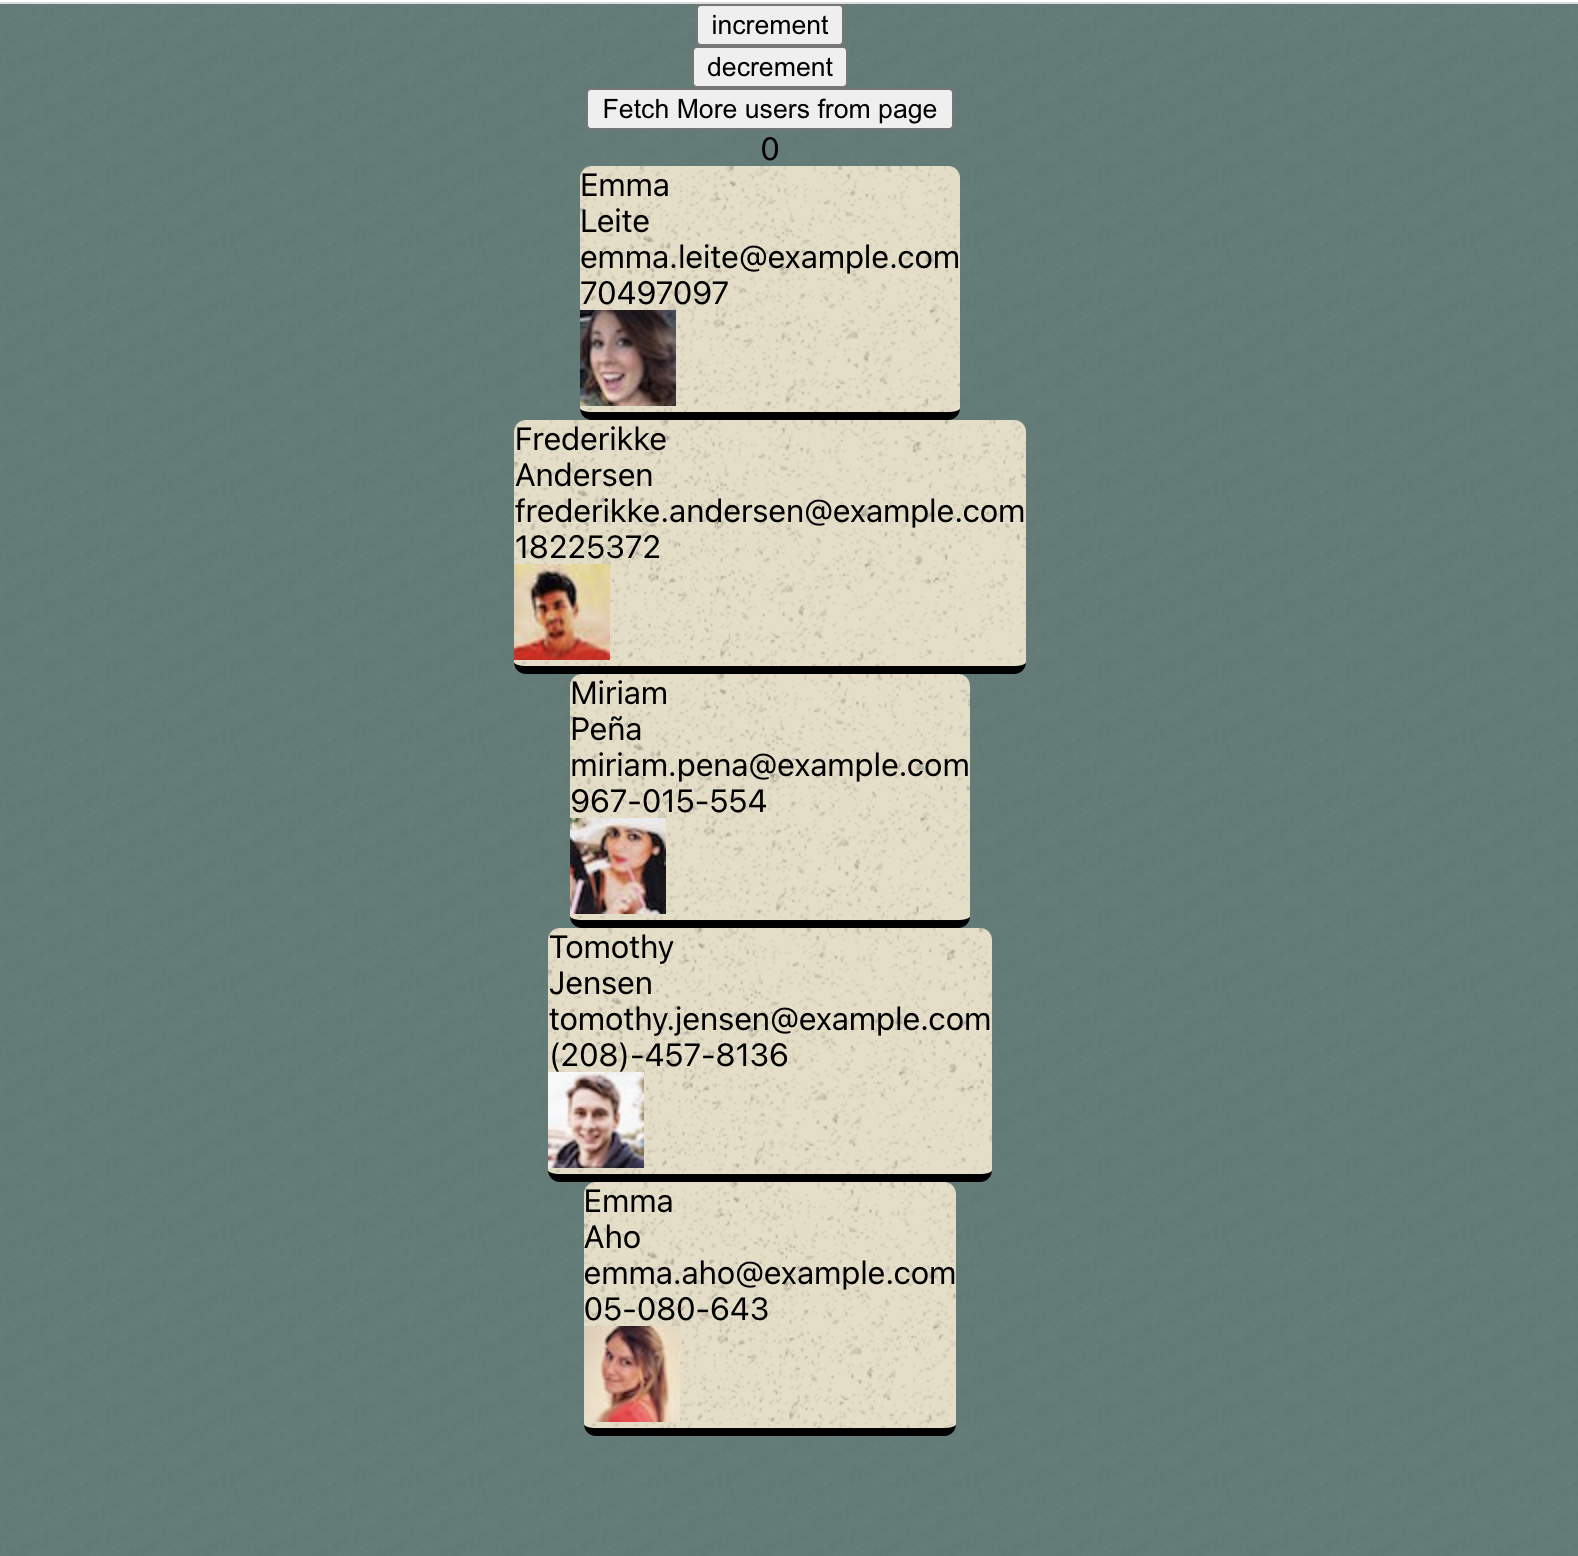 increment
decrement
Fetch More users from page
0
Emma
Leite
emma.leite@example.com
70497097
Frederikke
Andersen
frederikke.andersen@example.com
18225372
Miriam
Peña
miriam.pena@example.com
967-015-554
Tomothy
Jensen
tomothy.jensen@example.com
(208)-457-8136
Emma
Aho
emma.aho@example.com
05-080-643